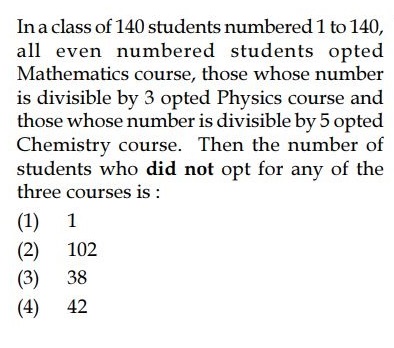 In a class of 140 students numbered 1 to 140,
all even numbered students opted
Mathematics course, those whose number
is divisible by 3 opted Physics course and
those whose number is divisible by 5 opted
Chemistry course. Then the number of
students who did not opt for any of the
three courses is :
(1) 1
(2) 102
(3) 38
(4) 42